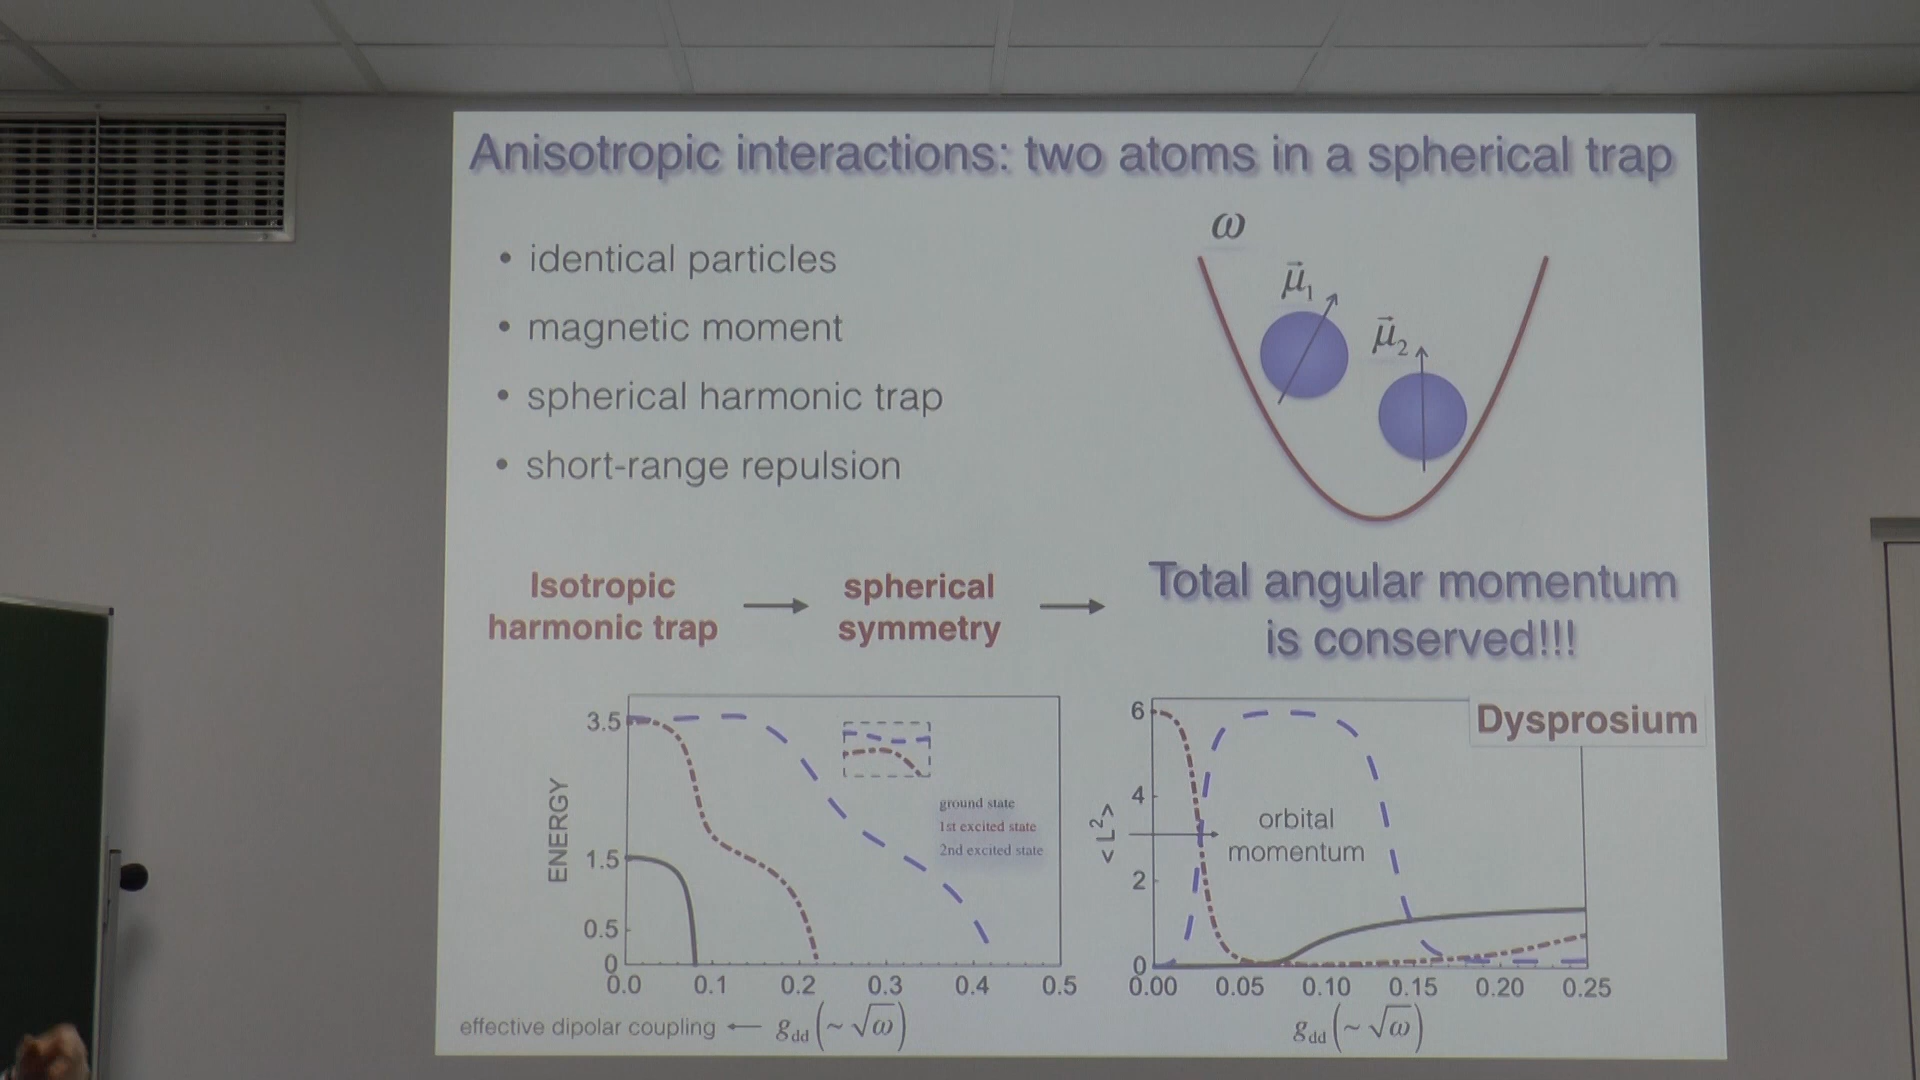 Anisotropic interactions: two atoms in a spherical trap
• identical particles
• magnetic moment
• spherical harmonic trap
• short-range repulsion
ω
μ⃗₁
μ⃗₂
Isotropic
harmonic trap
spherical
symmetry
Total angular momentum
is conserved!!!
ENERGY
3.5
1.5
0.5
0
0.0 0.1 0.2 0.3 0.4 0.5
ground state
1st excited state
2nd excited state
effective dipolar coupling ← g_dd (~ √ω)
Dysprosium
< L² >
6
4
2
0
orbital
momentum
0.00 0.05 0.10 0.15 0.20 0.25
g_dd (~ √ω)